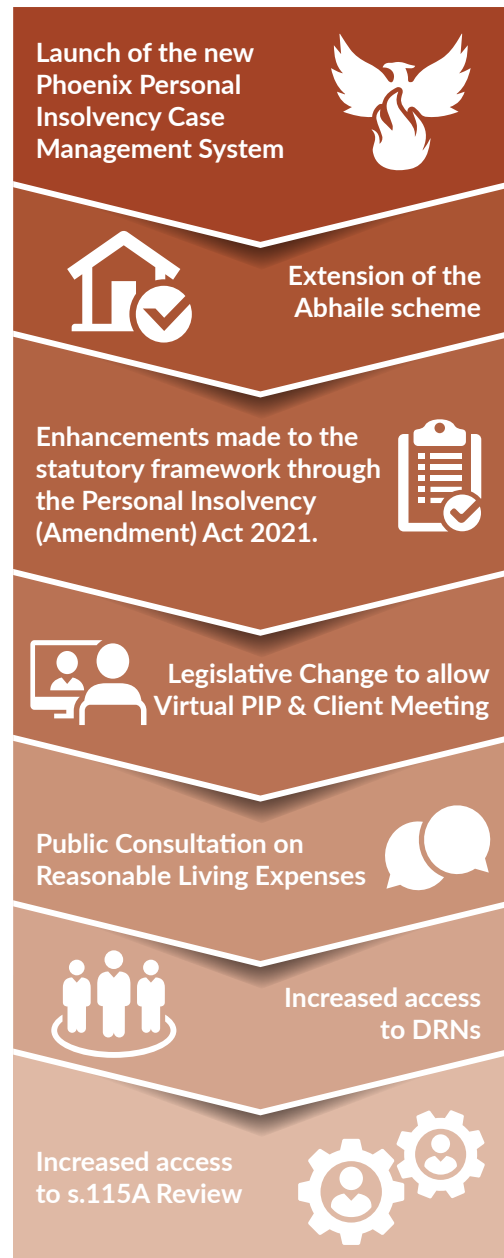 Launch of the new
Phoenix Personal
Insolvency Case
Management System
Extension of the
Abhaile scheme
Enhancements made to the
statutory framework through
the Personal Insolvency
(Amendment) Act 2021.
Legislative Change to allow
Virtual PIP & Client Meeting
Public Consultation on
Reasonable Living Expenses
Increased access
to DRNs
Increased access
to s.115A Review